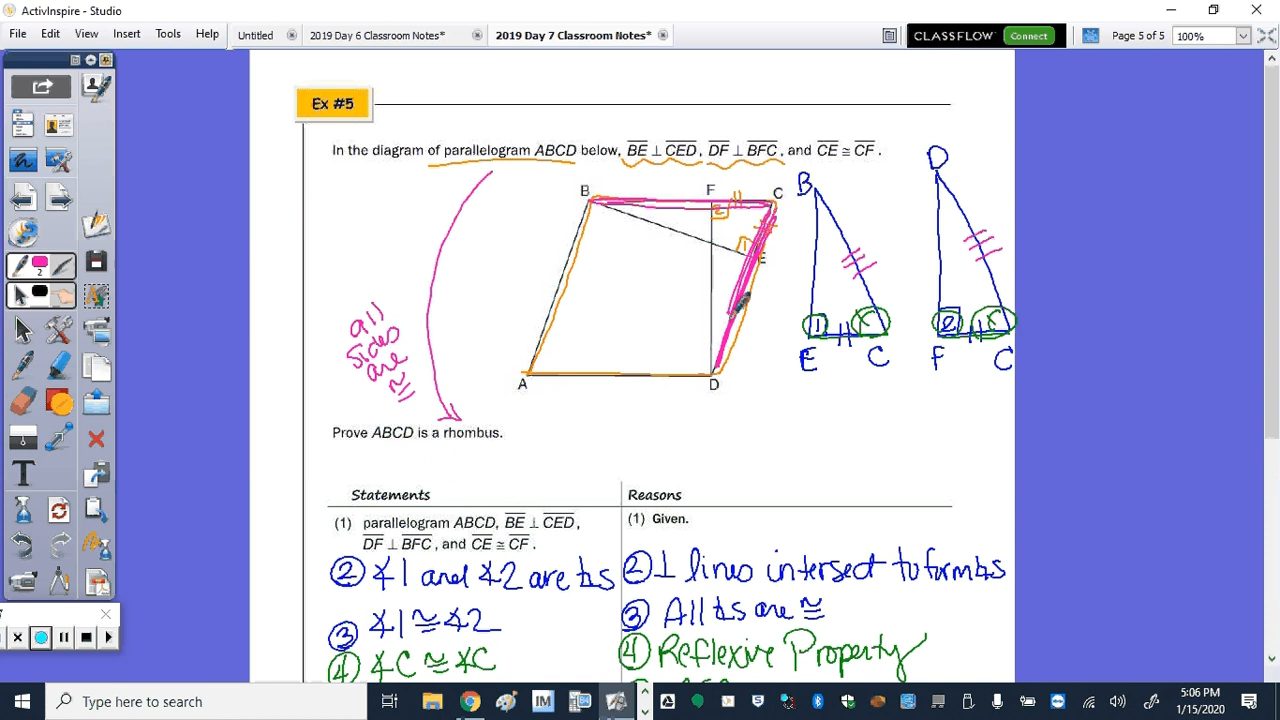 ActivInspire - Studio
File Edit View Insert Tools Help Untitled 2019 Day 6 Classroom Notes* 2019 Day 7 Classroom Notes* CLASSFLOW Connect Page 5 of 5 100%
Ex #5
In the diagram of parallelogram ABCD below, BE ⊥ CED, DF ⊥ BFC, and CE ≅ CF.
B F C
2
1
E
A D
B D
1 2
E C F C
all
sides
are
≅
Prove ABCD is a rhombus.
Statements Reasons
(1) parallelogram ABCD, BE ⊥ CED, (1) Given.
DF ⊥ BFC, and CE ≅ CF.
② ∡1 and ∡2 are ⊾s ② ⊥ lines intersect to form ⊾s
③ ∡1 ≅ ∡2 ③ All ⊾s are ≅
④ ∡C ≅ ∡C ④ Reflexive Property
2
T
Type here to search
IM
5:06 PM
1/15/2020